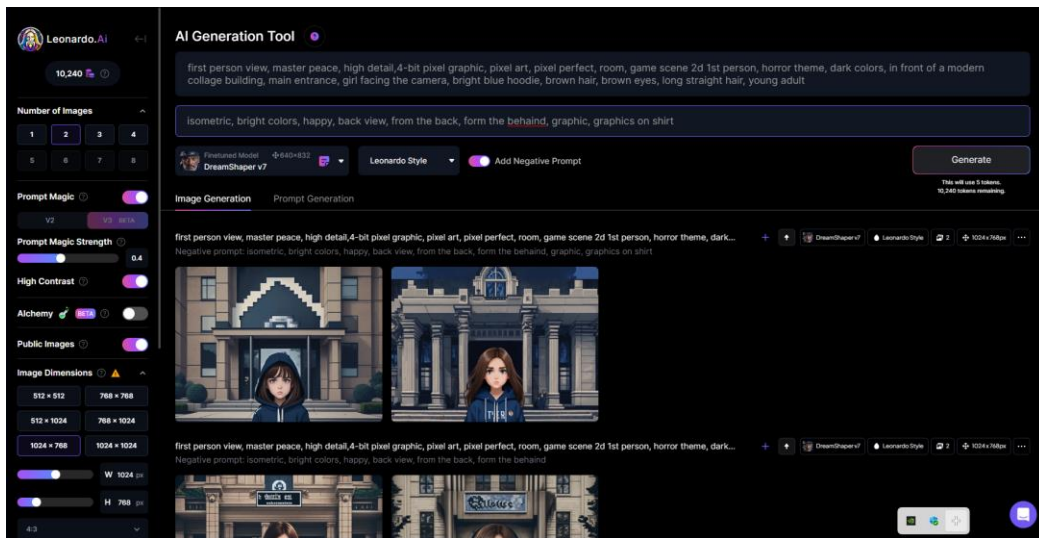 Leonardo.Ai
10,240
Number of Images
1 2 3 4
5 6 7 8
Prompt Magic
V2 V3 BETA
Prompt Magic Strength
0.4
High Contrast
Alchemy BETA
Public Images
Image Dimensions
512 × 512 768 × 768
512 × 1024 768 × 1024
1024 × 768 1024 × 1024
W 1024 px
H 768 px
4:3
AI Generation Tool
first person view, master peace, high detail,4-bit pixel graphic, pixel art, pixel perfect, room, game scene 2d 1st person, horror theme, dark colors, in front of a modern
collage building, main entrance, girl facing the camera, bright blue hoodie, brown hair, brown eyes, long straight hair, young adult
isometric, bright colors, happy, back view, from the back, form the behaind, graphic, graphics on shirt
Finetuned Model 640×832
DreamShaper v7
Leonardo Style
Add Negative Prompt
Generate
This will use 5 tokens.
10,240 tokens remaining.
Image Generation Prompt Generation
first person view, master peace, high detail,4-bit pixel graphic, pixel art, pixel perfect, room, game scene 2d 1st person, horror theme, dark... DreamShaper v7 Leonardo Style 2 1024×768px
Negative prompt: isometric, bright colors, happy, back view, from the back, form the behaind, graphic, graphics on shirt
first person view, master peace, high detail,4-bit pixel graphic, pixel art, pixel perfect, room, game scene 2d 1st person, horror theme, dark... DreamShaper v7 Leonardo Style 2 1024×768px
Negative prompt: isometric, bright colors, happy, back view, from the back, form the behaind